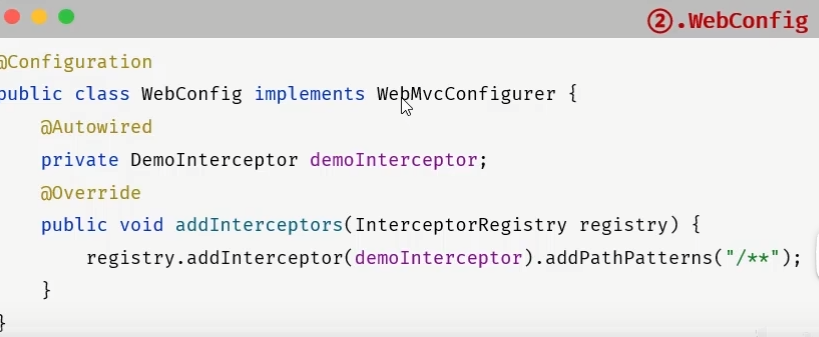 ②.WebConfig
@Configuration
public class WebConfig implements WebMvcConfigurer {
    @Autowired
    private DemoInterceptor demoInterceptor;
    @Override
    public void addInterceptors(InterceptorRegistry registry) {
        registry.addInterceptor(demoInterceptor).addPathPatterns("/**");
    }
}